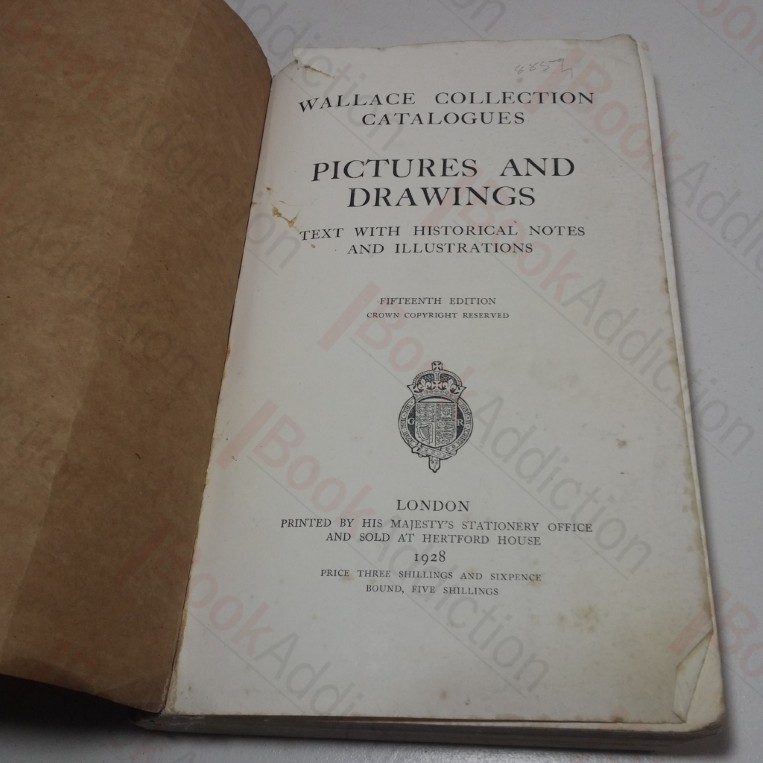 WALLACE COLLECTION
CATALOGUES
PICTURES AND
DRAWINGS
TEXT WITH HISTORICAL NOTES
AND ILLUSTRATIONS
FIFTEENTH EDITION
CROWN COPYRIGHT RESERVED
G R
LONDON
PRINTED BY HIS MAJESTY'S STATIONERY OFFICE
AND SOLD AT HERTFORD HOUSE
1928
PRICE THREE SHILLINGS AND SIXPENCE
BOUND, FIVE SHILLINGS
BookAddiction